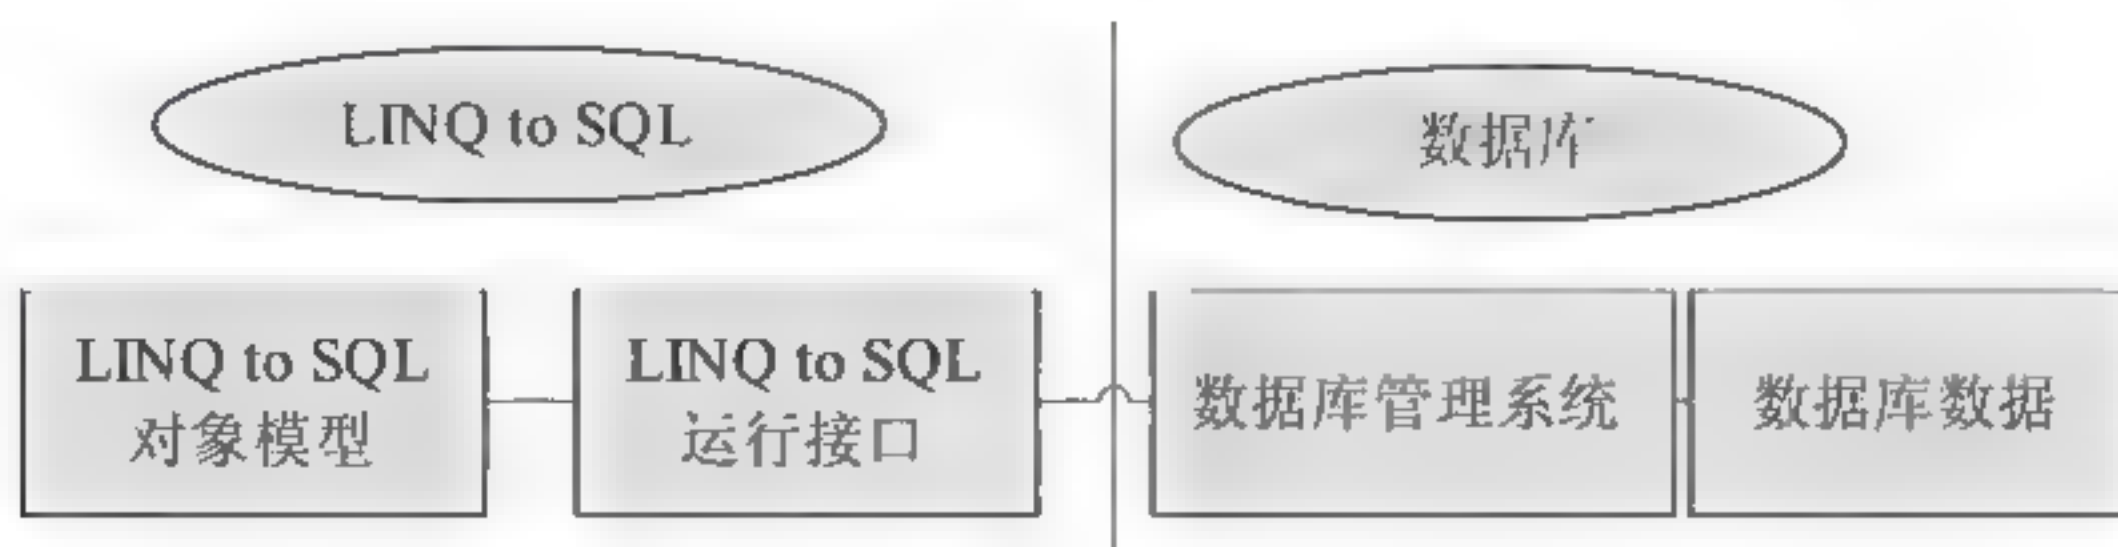 LINQ to SQL
数据库
LINQ to SQL
对象模型
LINQ to SQL
运行接口
数据库管理系统
数据库数据